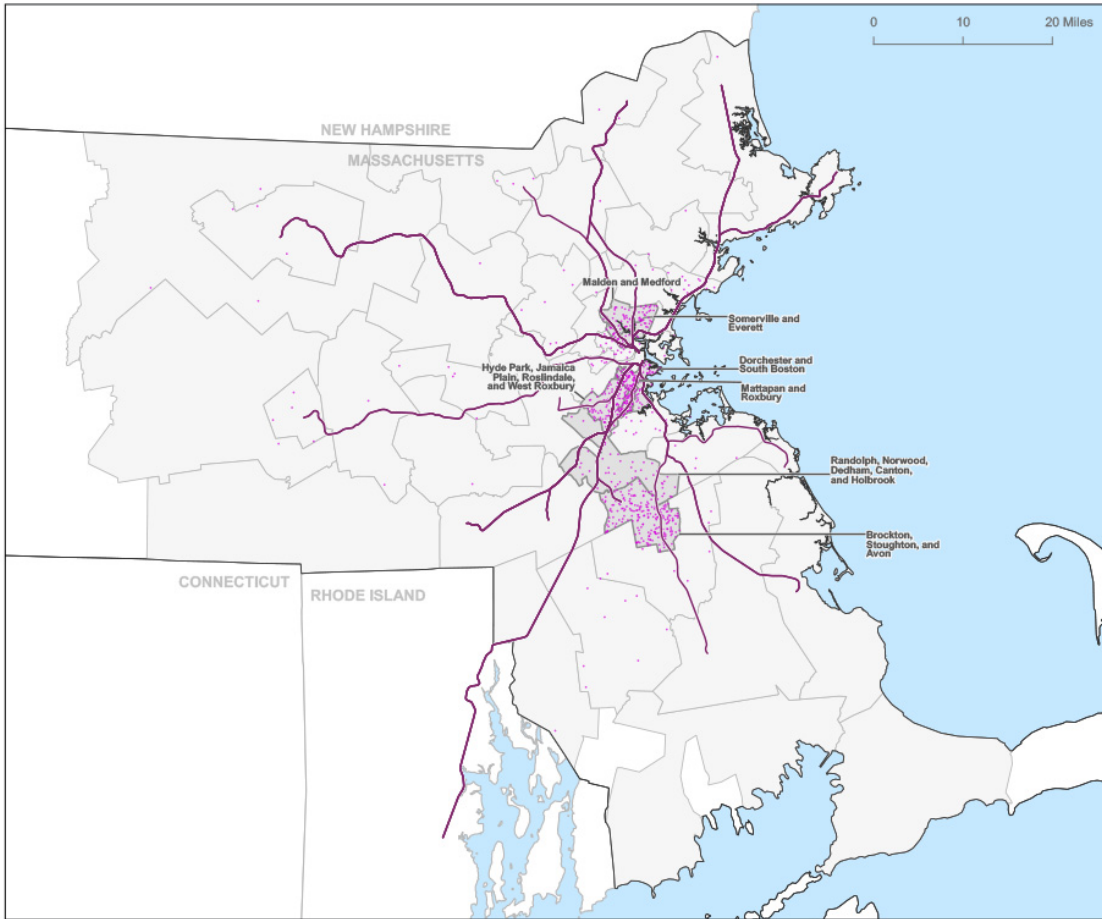 0 10 20 Miles
NEW HAMPSHIRE
MASSACHUSETTS
Malden and Medford
Somerville and
Everett
Hyde Park, Jamaica
Plain, Roslindale,
and West Roxbury
Dorchester and
South Boston
Mattapan and
Roxbury
Randolph, Norwood,
Dedham, Canton,
and Holbrook
Brockton,
Stoughton, and
Avon
CONNECTICUT
RHODE ISLAND